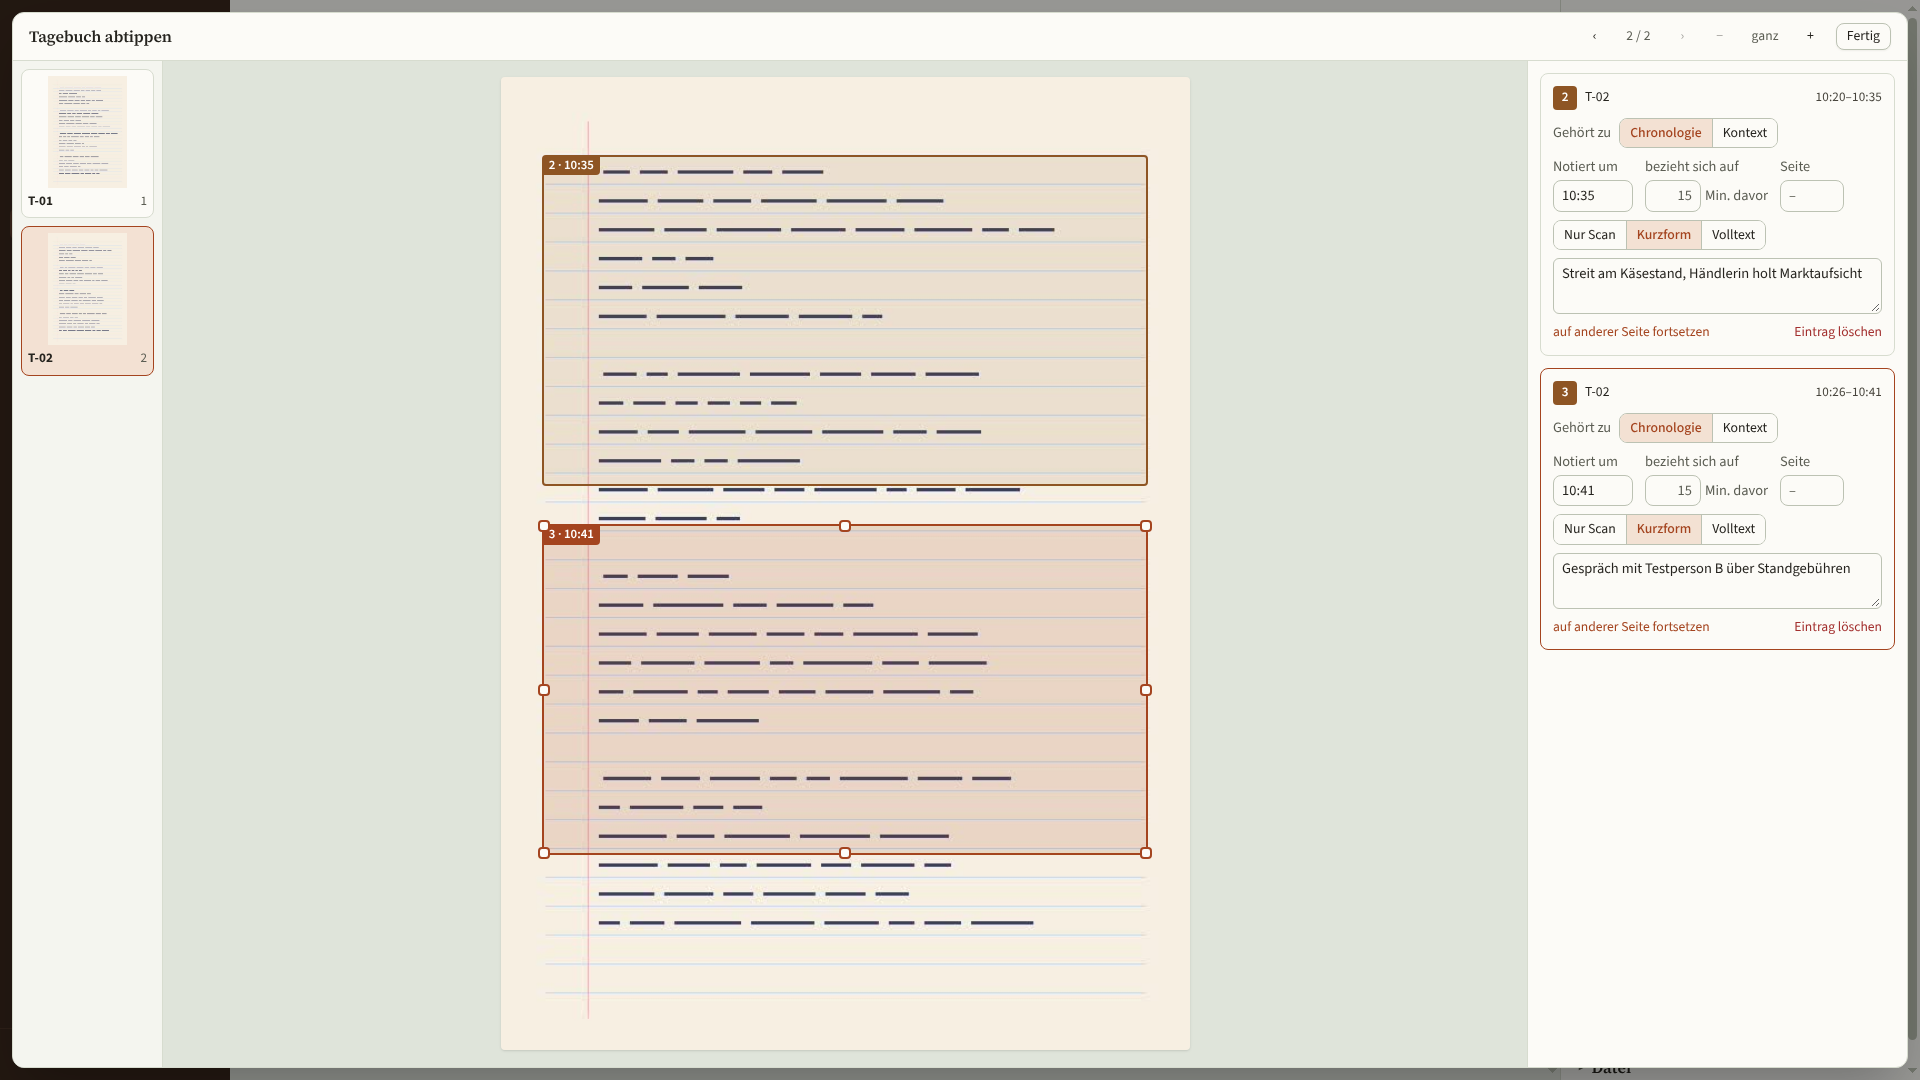 Tagebuch abtippen
‹ 2 / 2 › − ganz + Fertig
T-01 1
T-02 2
2 · 10:35
3 · 10:41
2 T-02 10:20–10:35
Gehört zu Chronologie Kontext
Notiert um bezieht sich auf Seite
10:35 15 Min. davor –
Nur Scan Kurzform Volltext
Streit am Käsestand, Händlerin holt Marktaufsicht
auf anderer Seite fortsetzen Eintrag löschen
3 T-02 10:26–10:41
Gehört zu Chronologie Kontext
Notiert um bezieht sich auf Seite
10:41 15 Min. davor –
Nur Scan Kurzform Volltext
Gespräch mit Testperson B über Standgebühren
auf anderer Seite fortsetzen Eintrag löschen